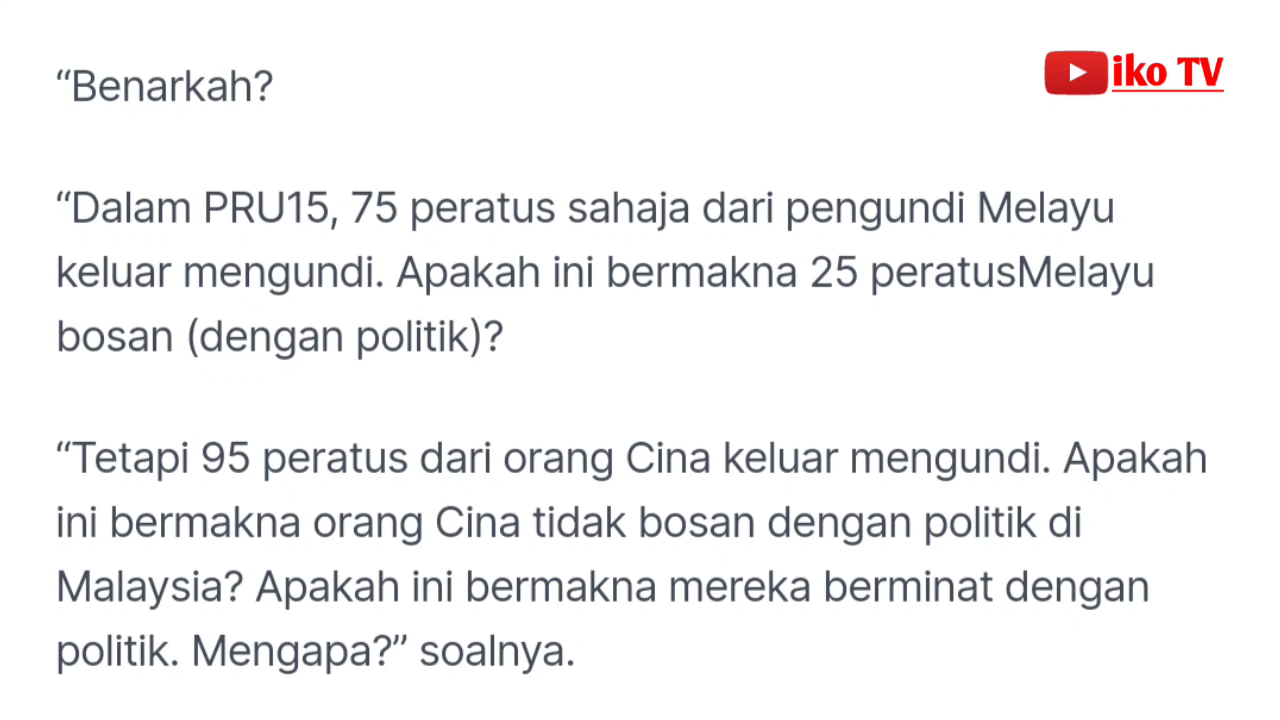 iko TV
“Benarkah?
“Dalam PRU15, 75 peratus sahaja dari pengundi Melayu
keluar mengundi. Apakah ini bermakna 25 peratusMelayu
bosan (dengan politik)?
“Tetapi 95 peratus dari orang Cina keluar mengundi. Apakah
ini bermakna orang Cina tidak bosan dengan politik di
Malaysia? Apakah ini bermakna mereka berminat dengan
politik. Mengapa?” soalnya.